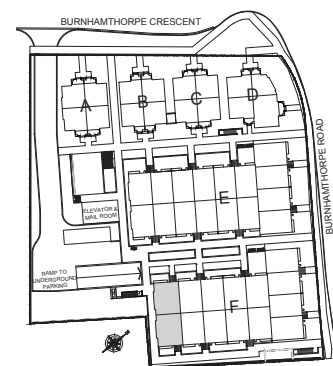 BURNHAMTHORPE CRESCENT
A
B
C
D
BURNHAMTHORPE ROAD
E
ELEVATOR &
MAIL ROOM
RAMP TO
UNDERGROUND
PARKING
F